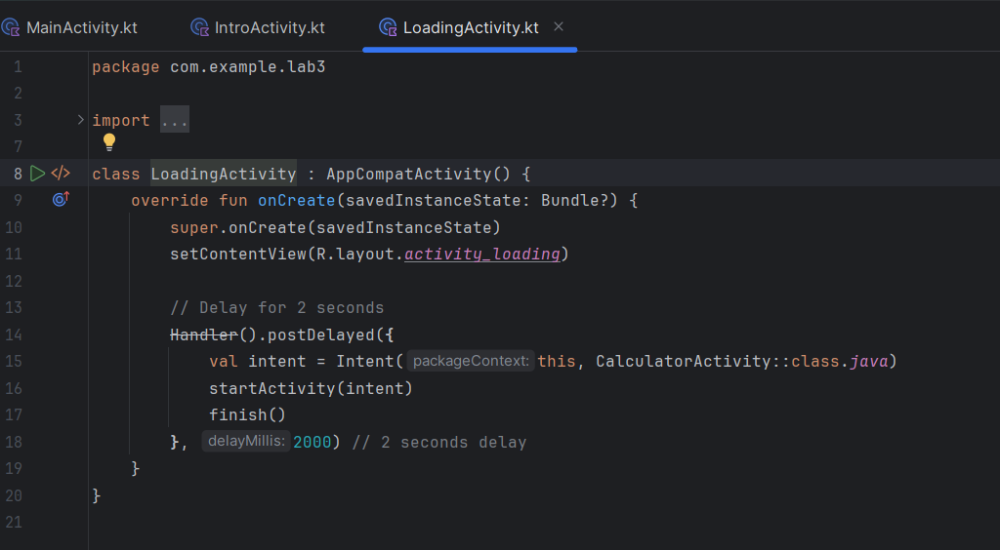 MainActivity.kt IntroActivity.kt LoadingActivity.kt
1 package com.example.lab3
2
3 import ...
7
8 class LoadingActivity : AppCompatActivity() {
9 override fun onCreate(savedInstanceState: Bundle?) {
10 super.onCreate(savedInstanceState)
11 setContentView(R.layout.activity_loading)
12
13 // Delay for 2 seconds
14 Handler().postDelayed({
15 val intent = Intent( packageContext: this, CalculatorActivity::class.java)
16 startActivity(intent)
17 finish()
18 }, delayMillis: 2000) // 2 seconds delay
19 }
20 }
21